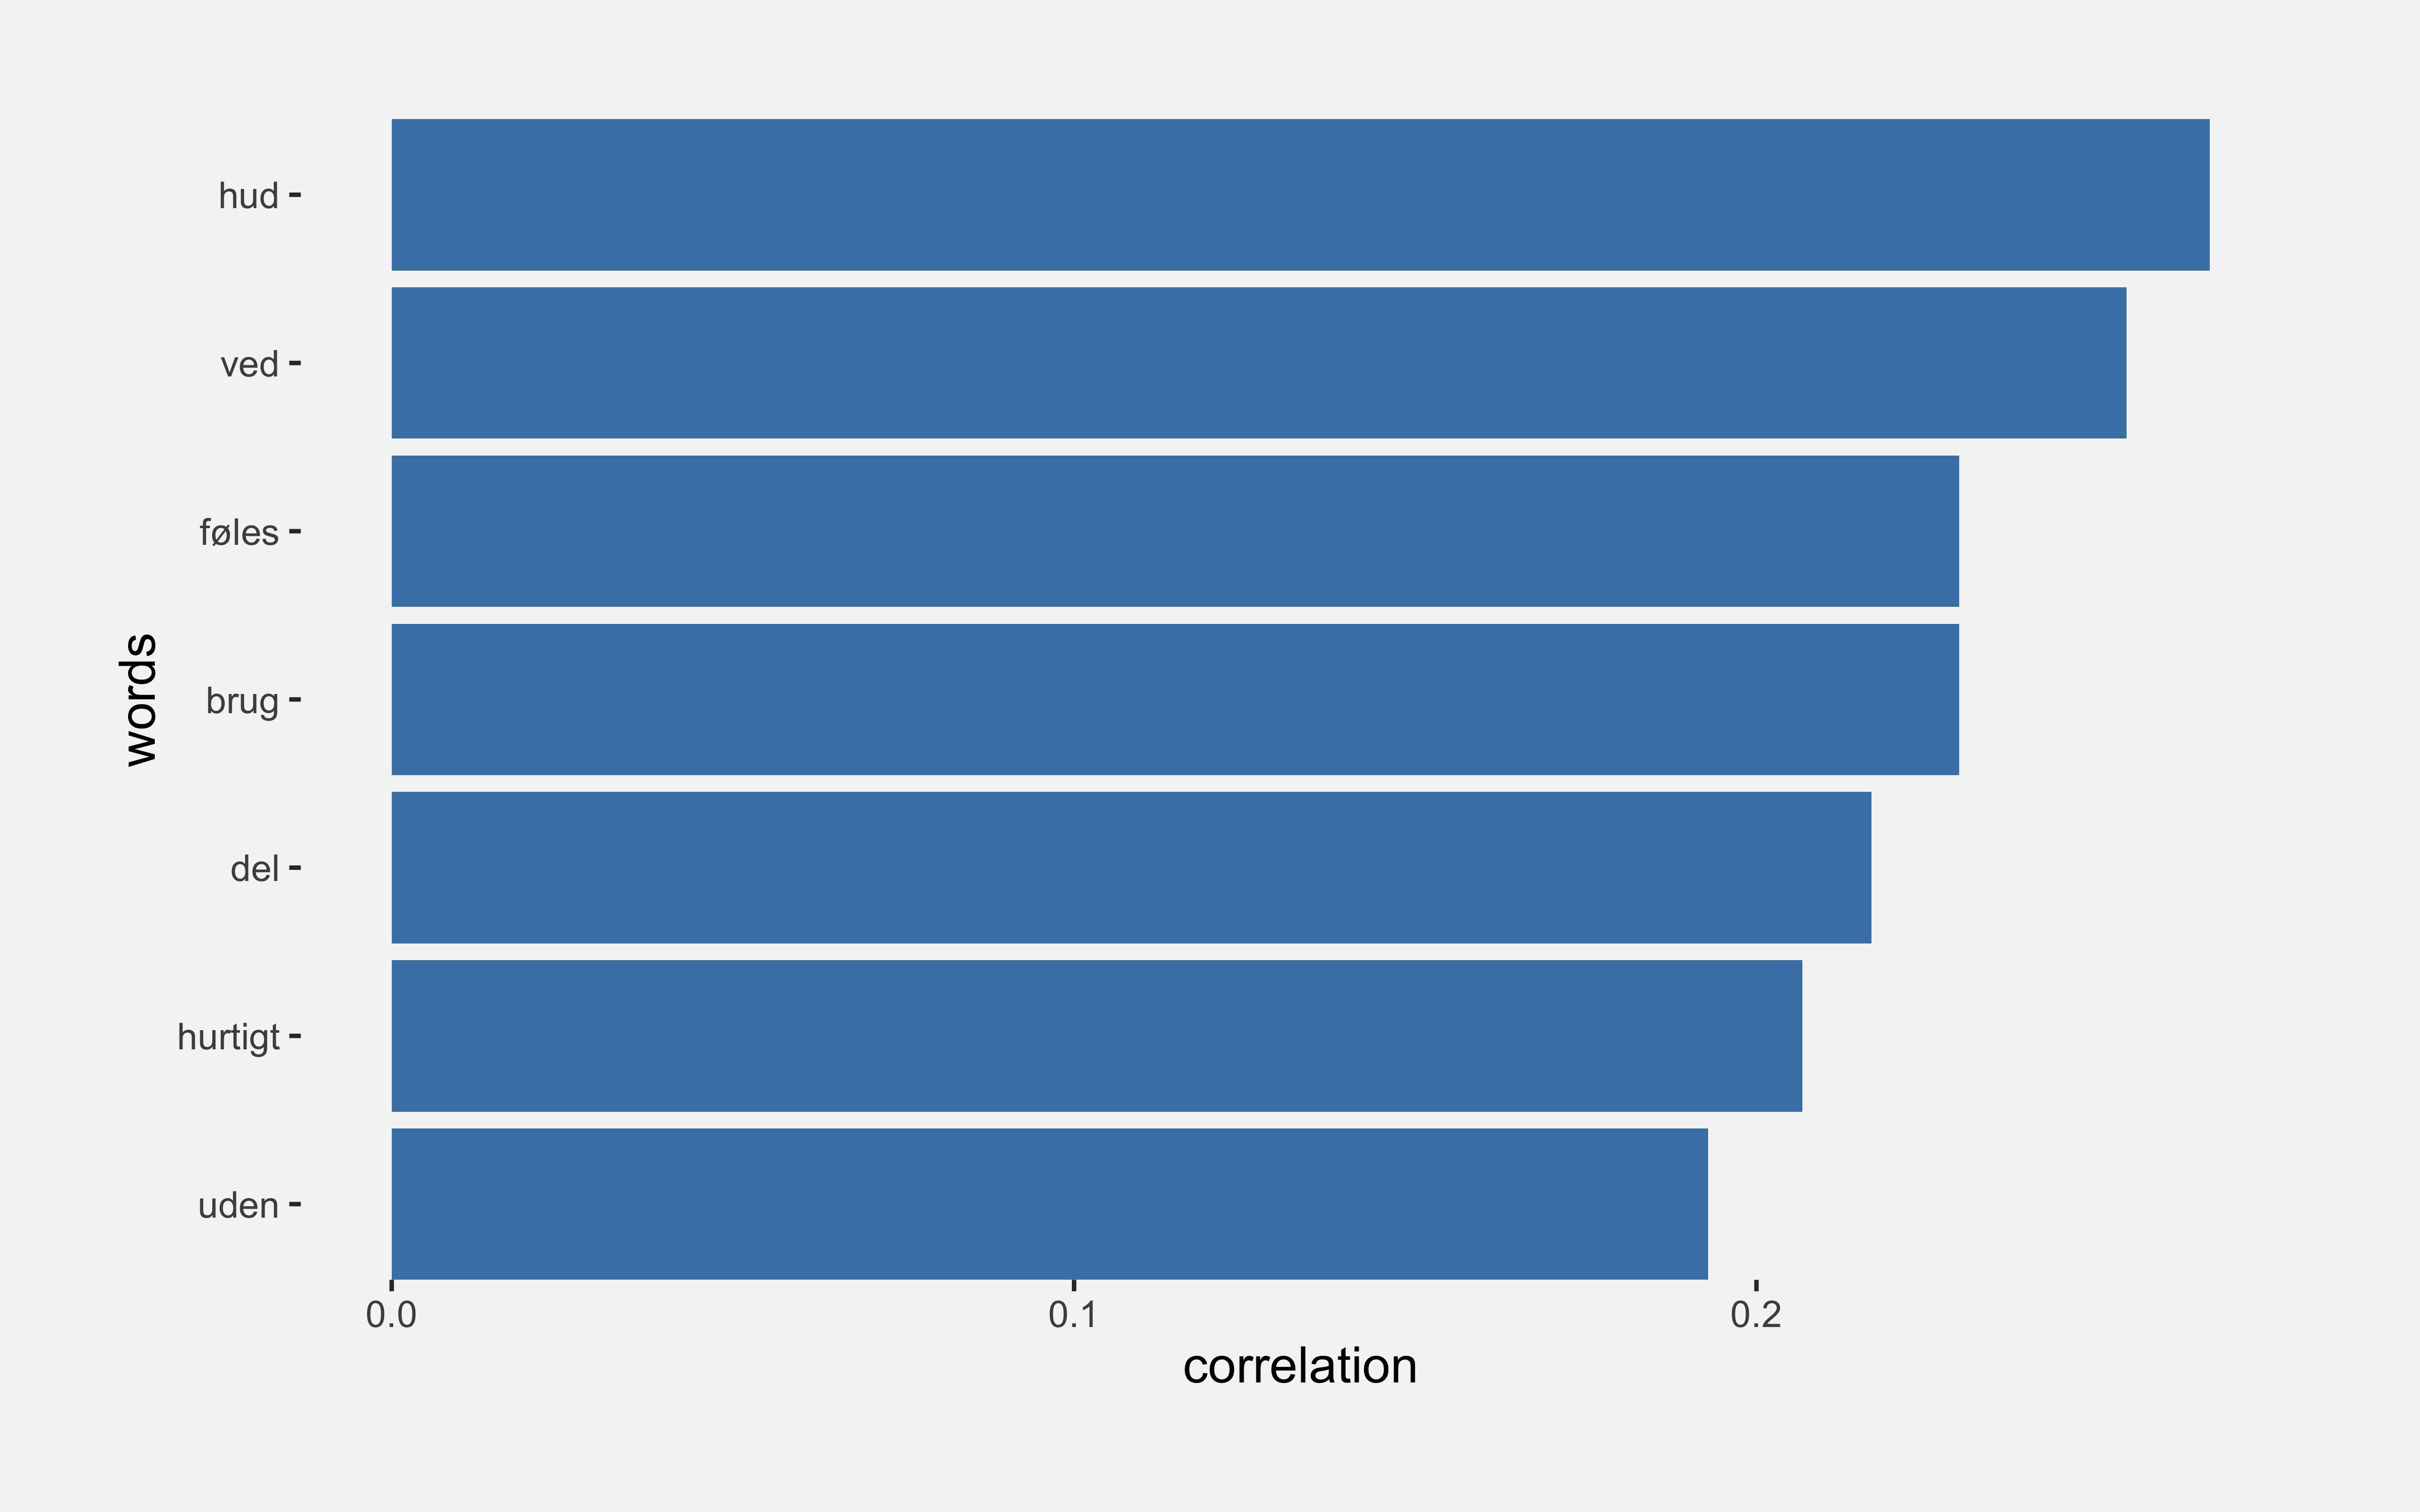 words
hud
ved
føles
brug
del
hurtigt
uden
0.0
0.1
0.2
correlation